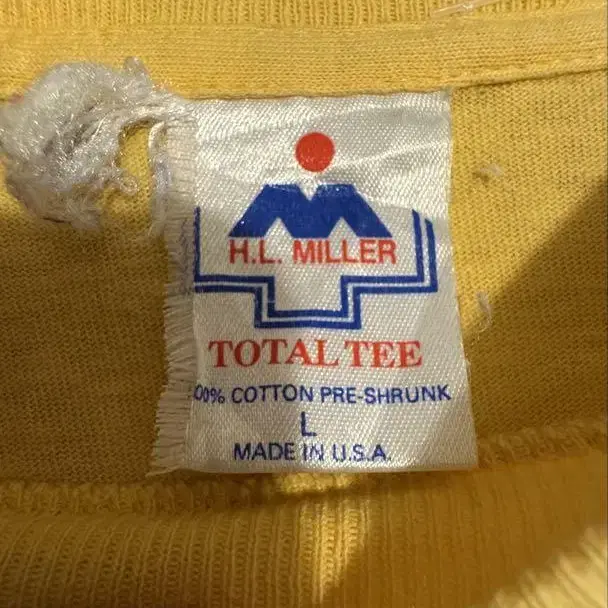 H.L. MILLER
TOTAL TEE
00% COTTON PRE-SHRUNK
L
MADE IN U.S.A.